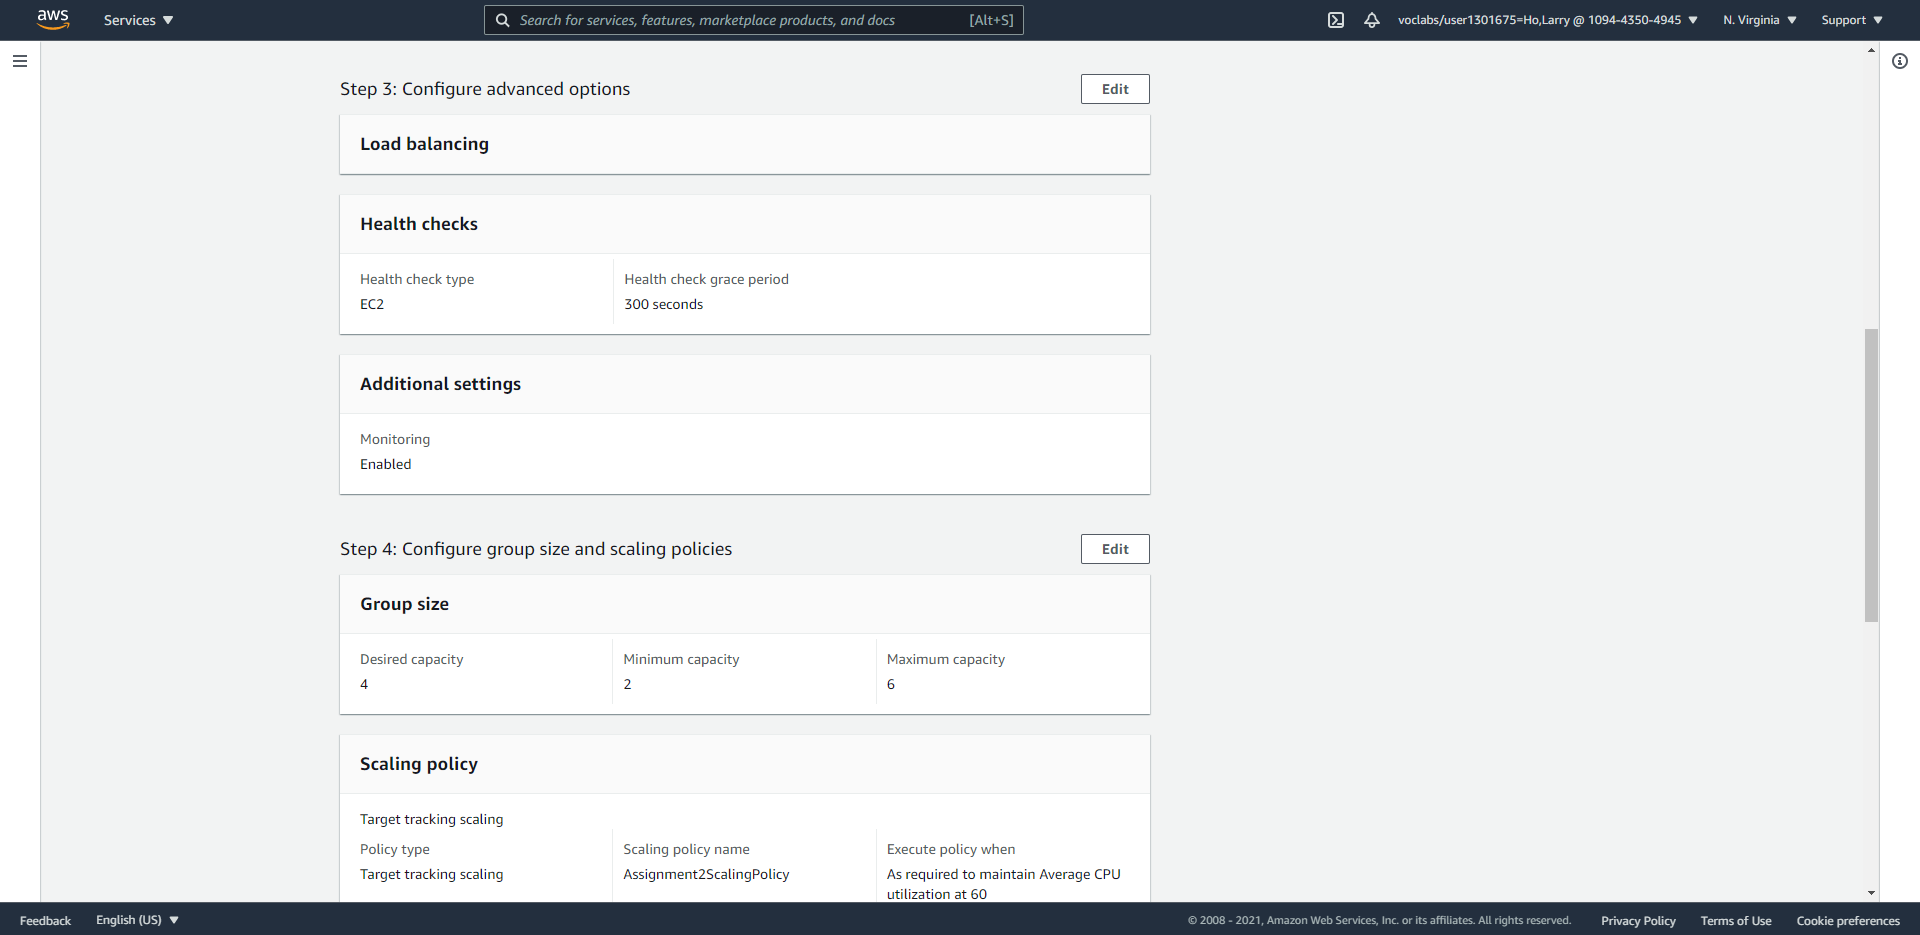 aws
Services
Search for services, features, marketplace products, and docs
[Alt+S]
voclabs/user1301675=Ho,Larry @ 1094-4350-4945
N. Virginia
Support
Step 3: Configure advanced options
Edit
Load balancing
Health checks
Health check type
EC2
Health check grace period
300 seconds
Additional settings
Monitoring
Enabled
Step 4: Configure group size and scaling policies
Edit
Group size
Desired capacity
4
Minimum capacity
2
Maximum capacity
6
Scaling policy
Target tracking scaling
Policy type
Target tracking scaling
Scaling policy name
Assignment2ScalingPolicy
Execute policy when
As required to maintain Average CPU
utilization at 60
Feedback
English (US)
© 2008 - 2021, Amazon Web Services, Inc. or its affiliates. All rights reserved.
Privacy Policy
Terms of Use
Cookie preferences